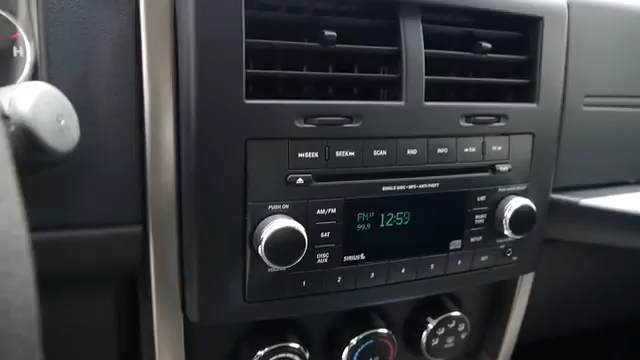 H
SEEK SEEK SCAN RND INFO
SINGLE DISC • MP3 • ANTI-THEFT
PUSH ON
AM/FM
SAT
DISC AUX
FM
99.9
12:59
LIST
MUSIC TYPE
SETUP
SIRIUS
VOLUME
1 2 3 4 5 6 SET